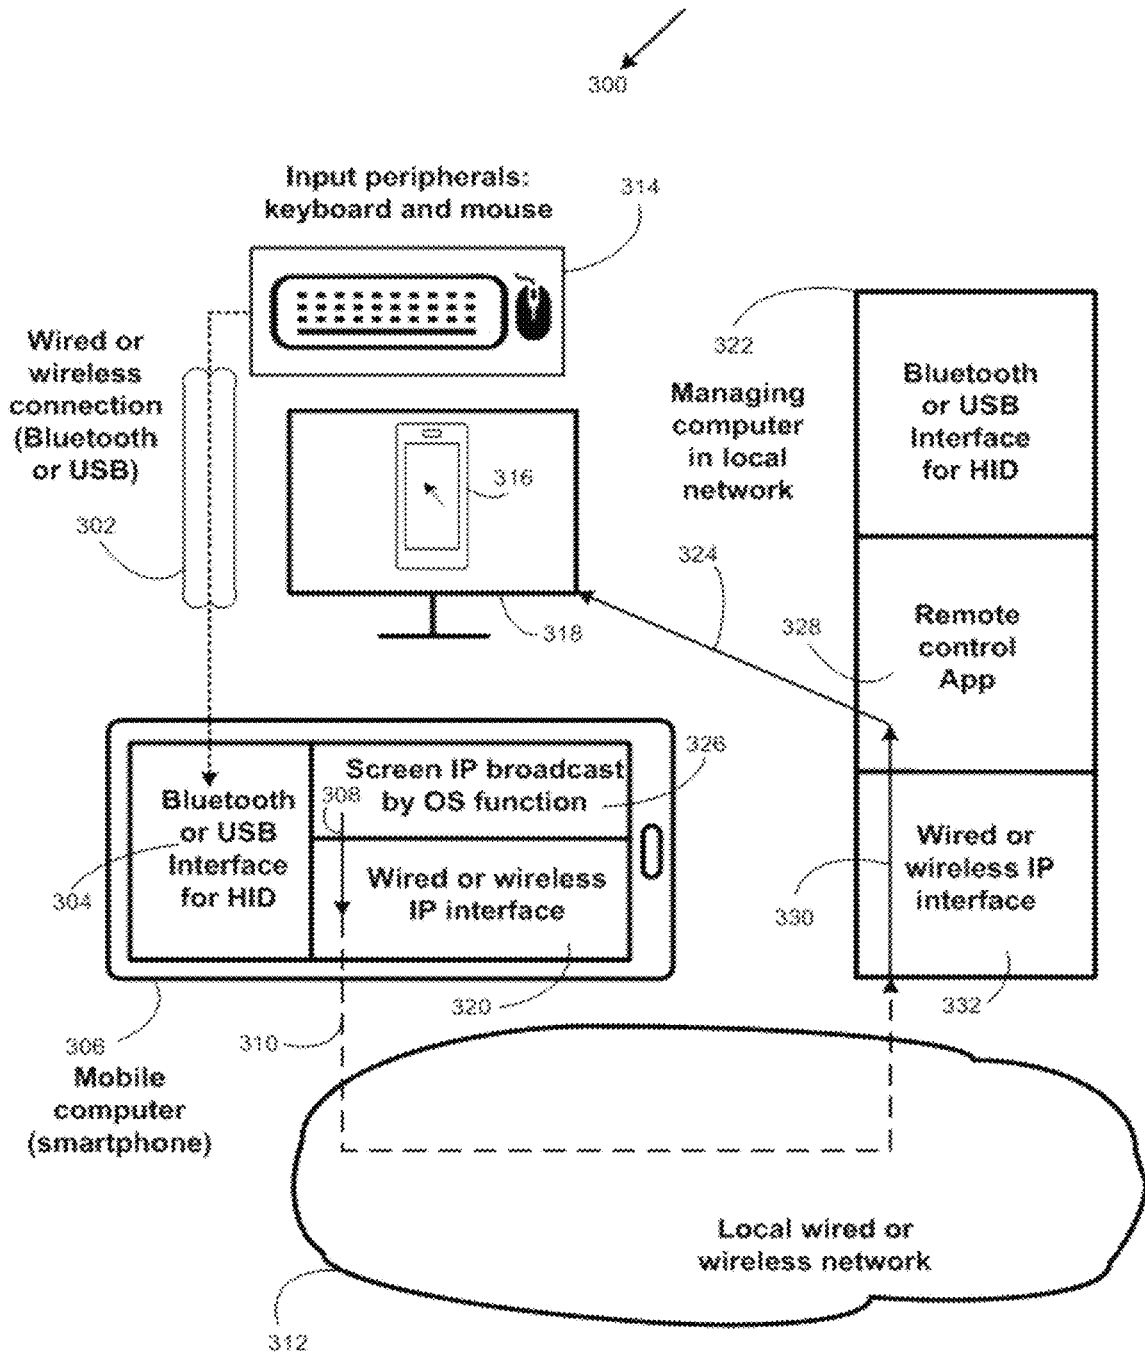 300
Input peripherals:
keyboard and mouse
314
Wired or
wireless
connection
(Bluetooth
or USB)
302
316
318
322
Managing
computer
in local
network
324
Bluetooth
or USB
Interface
for HID
328
Remote
control
App
326
Screen IP broadcast
by OS function
308
Bluetooth
or USB
Interface
for HID
304
Wired or wireless
IP interface
320
330
Wired or
wireless IP
interface
332
306
Mobile
computer
(smartphone)
310
Local wired or
wireless network
312